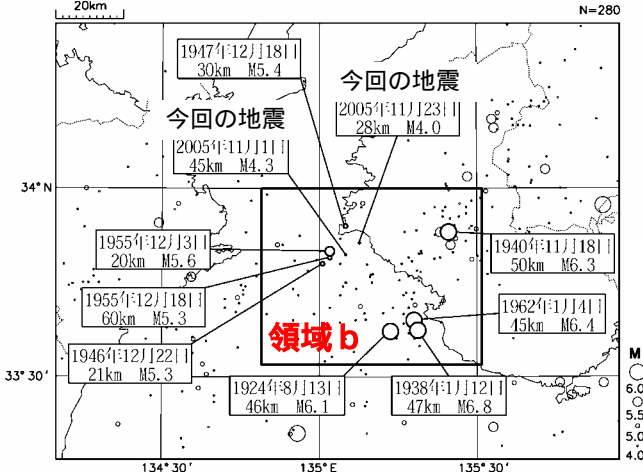 20km
N=280
1947年12月18日
30km M5.4
今回の地震
2005年11月23日
28km M4.0
今回の地震
2005年11月1日
45km M4.3
34°N
1955年12月3日
20km M5.6
1940年11月18日
50km M6.3
1955年12月18日
60km M5.3
1962年1月4日
45km M6.4
領域b
1946年12月22日
21km M5.3
M
33°30'
1924年8月13日
46km M6.1
1938年1月12日
47km M6.8
6.0
5.5
5.0
4.0
134°30'
135°E
135°30'